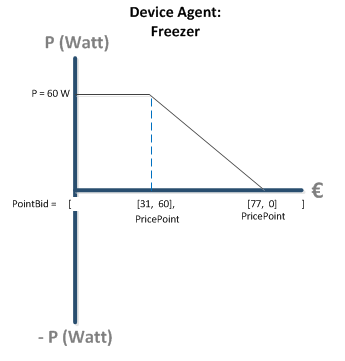 Device Agent:
Freezer
P (Watt)
P = 60 W
€
PointBid = [ [31, 60], [77, 0] ]
PricePoint PricePoint
- P (Watt)